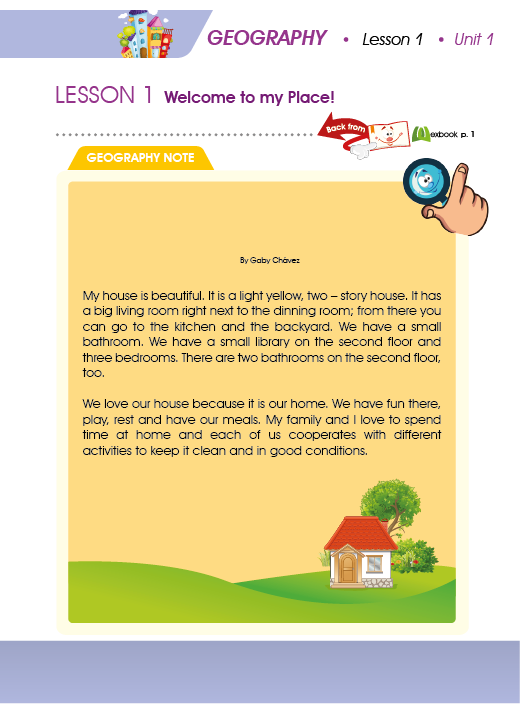 GEOGRAPHY • Lesson 1 • Unit 1
LESSON 1 Welcome to my Place!
Back from
exbook p. 1
GEOGRAPHY NOTE
By Gaby Chávez
My house is beautiful. It is a light yellow, two – story house. It has
a big living room right next to the dinning room; from there you
can go to the kitchen and the backyard. We have a small
bathroom. We have a small library on the second floor and
three bedrooms. There are two bathrooms on the second floor,
too.
We love our house because it is our home. We have fun there,
play, rest and have our meals. My family and I love to spend
time at home and each of us cooperates with different
activities to keep it clean and in good conditions.